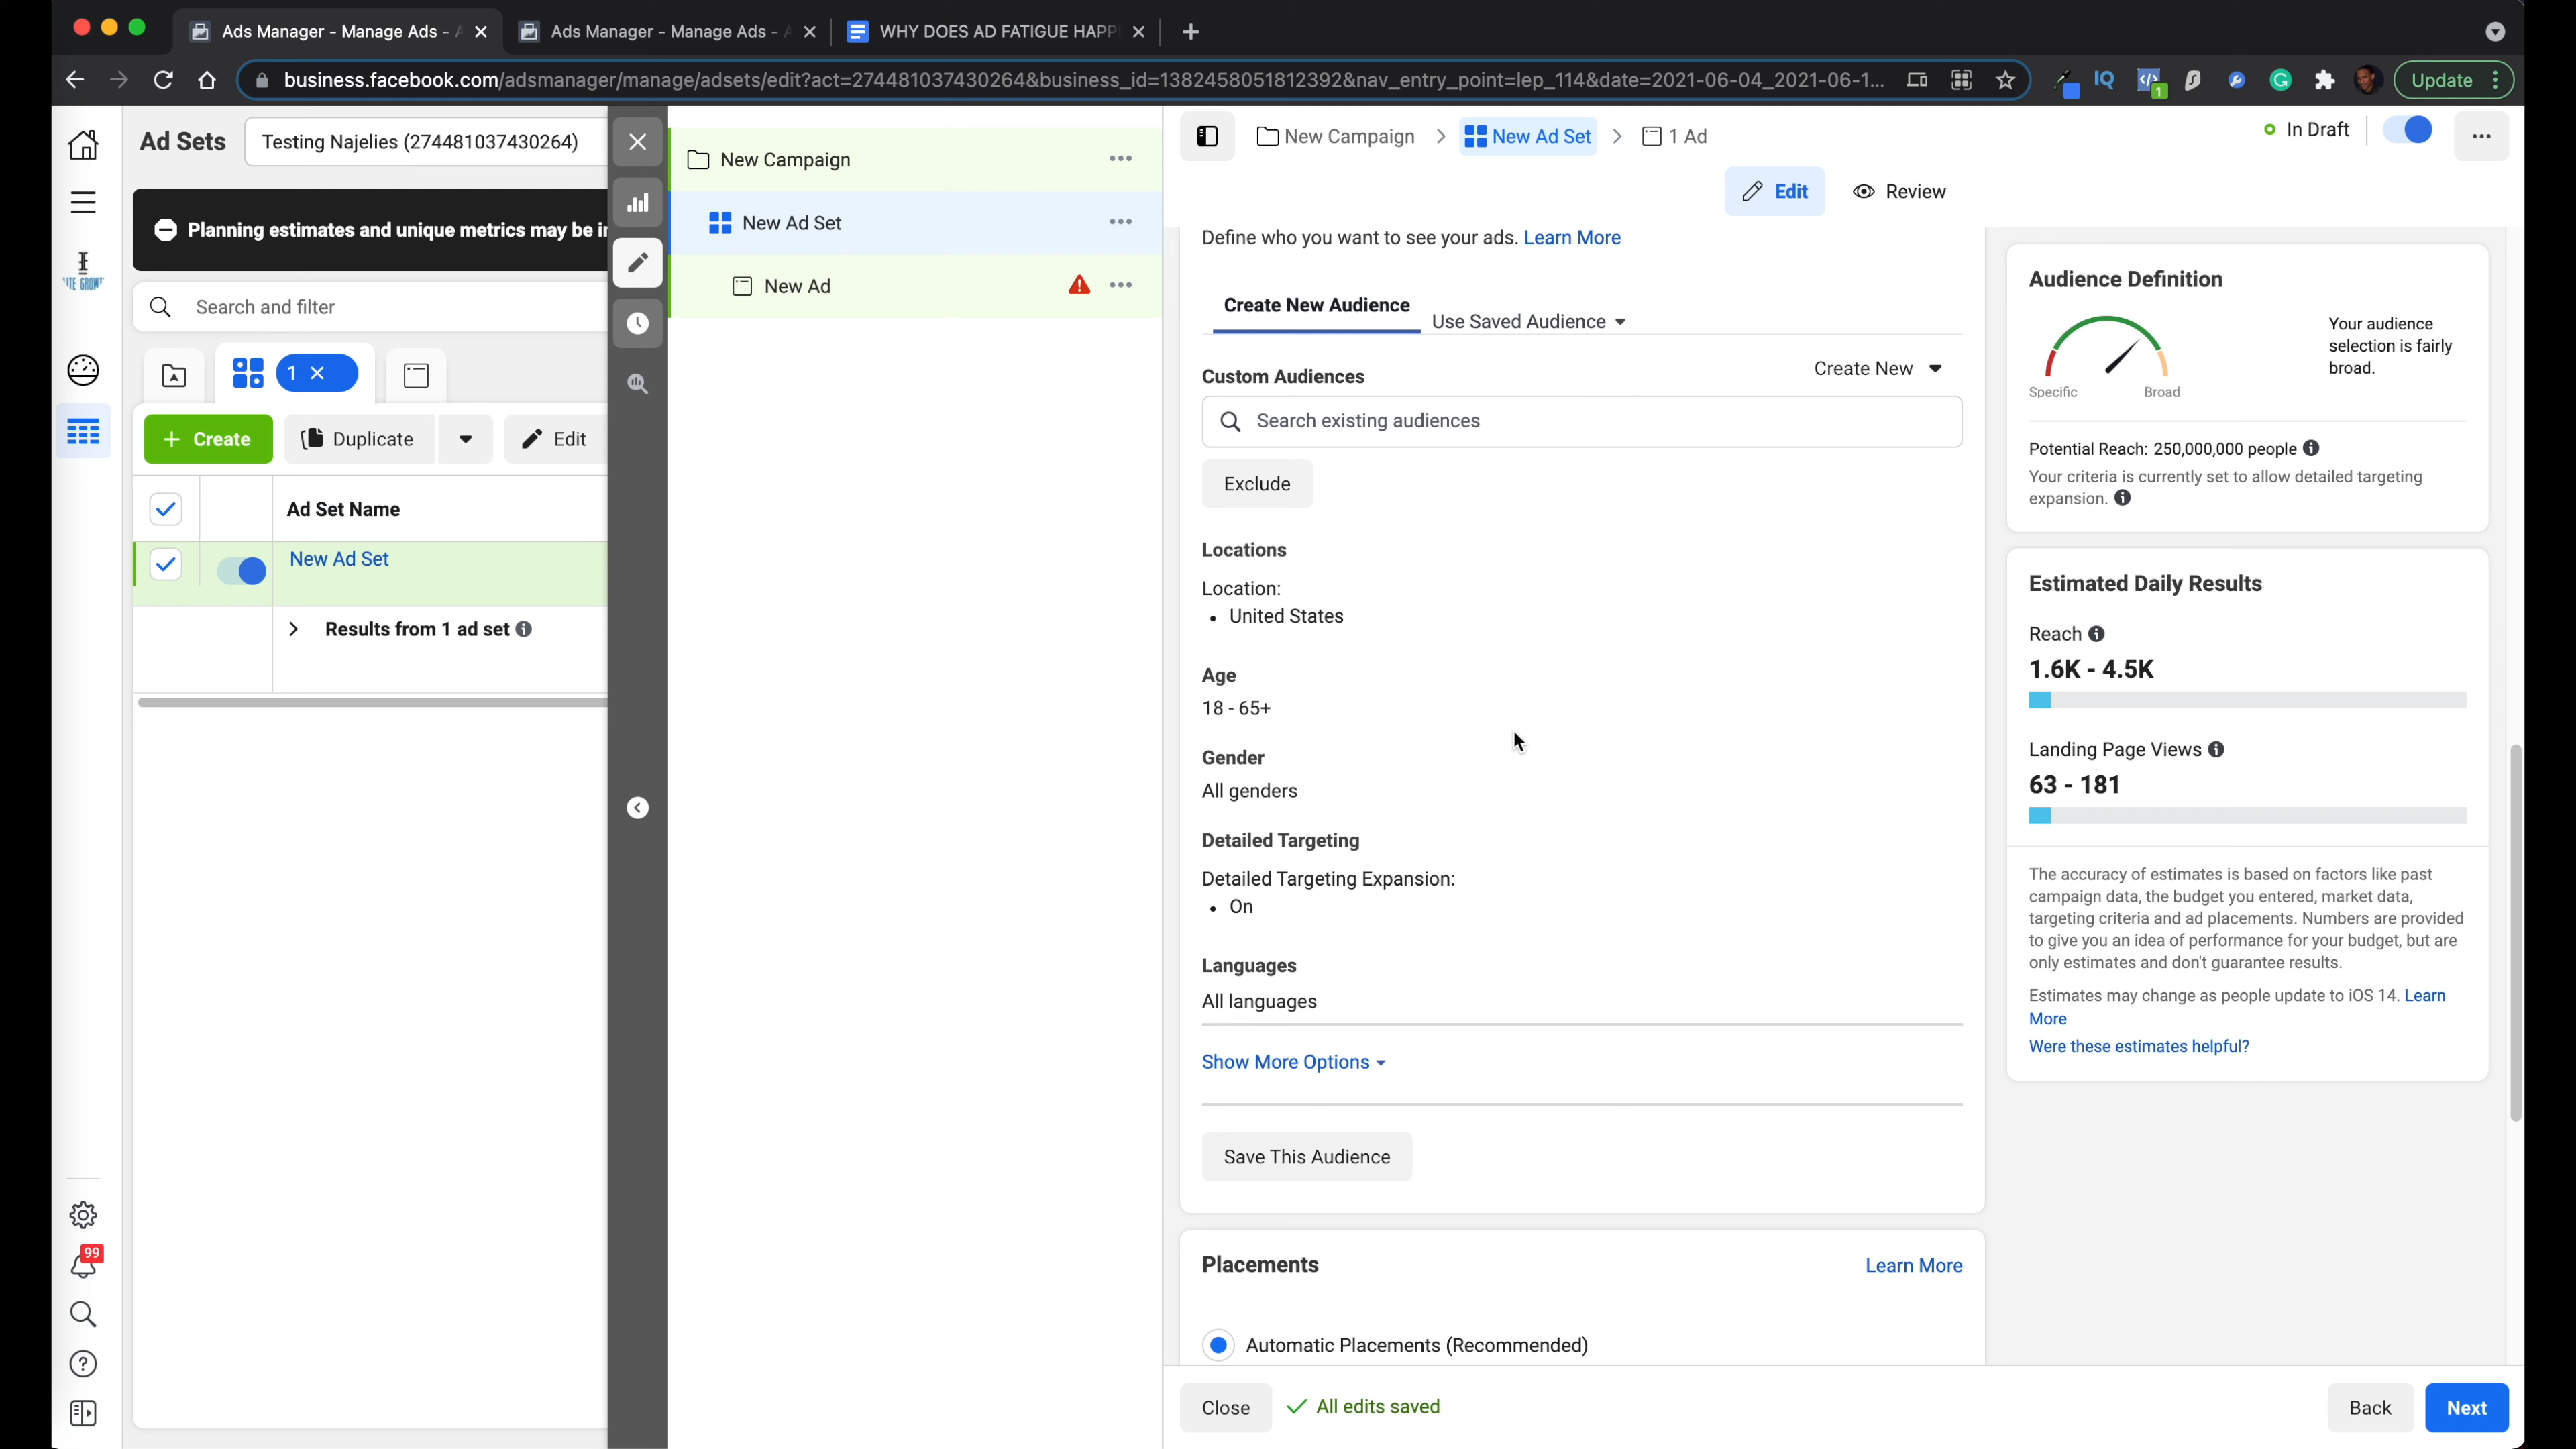 Ads Manager - Manage Ads - A
Ads Manager - Manage Ads - A
WHY DOES AD FATIGUE HAPP
business.facebook.com/adsmanager/manage/adsets/edit?act=274481037430264&business_id=1382458051812392&nav_entry_point=lep_114&date=2021-06-04_2021-06-1...
IQ
1
Update
Ad Sets
Testing Najelies (274481037430264)
Planning estimates and unique metrics may be in
Search and filter
1
Create
Duplicate
Edit
Ad Set Name
New Ad Set
Results from 1 ad set
99
New Campaign
New Ad Set
New Ad
New Campaign
New Ad Set
1 Ad
In Draft
Edit
Review
Define who you want to see your ads. Learn More
Create New Audience
Use Saved Audience
Custom Audiences
Create New
Search existing audiences
Exclude
Locations
Location:
• United States
Age
18 - 65+
Gender
All genders
Detailed Targeting
Detailed Targeting Expansion:
• On
Languages
All languages
Show More Options
Save This Audience
Placements
Learn More
Automatic Placements (Recommended)
Close
All edits saved
Back
Next
Audience Definition
Your audience
selection is fairly
broad.
Specific
Broad
Potential Reach: 250,000,000 people
Your criteria is currently set to allow detailed targeting
expansion.
Estimated Daily Results
Reach
1.6K - 4.5K
Landing Page Views
63 - 181
The accuracy of estimates is based on factors like past
campaign data, the budget you entered, market data,
targeting criteria and ad placements. Numbers are provided
to give you an idea of performance for your budget, but are
only estimates and don't guarantee results.
Estimates may change as people update to iOS 14. Learn
More
Were these estimates helpful?